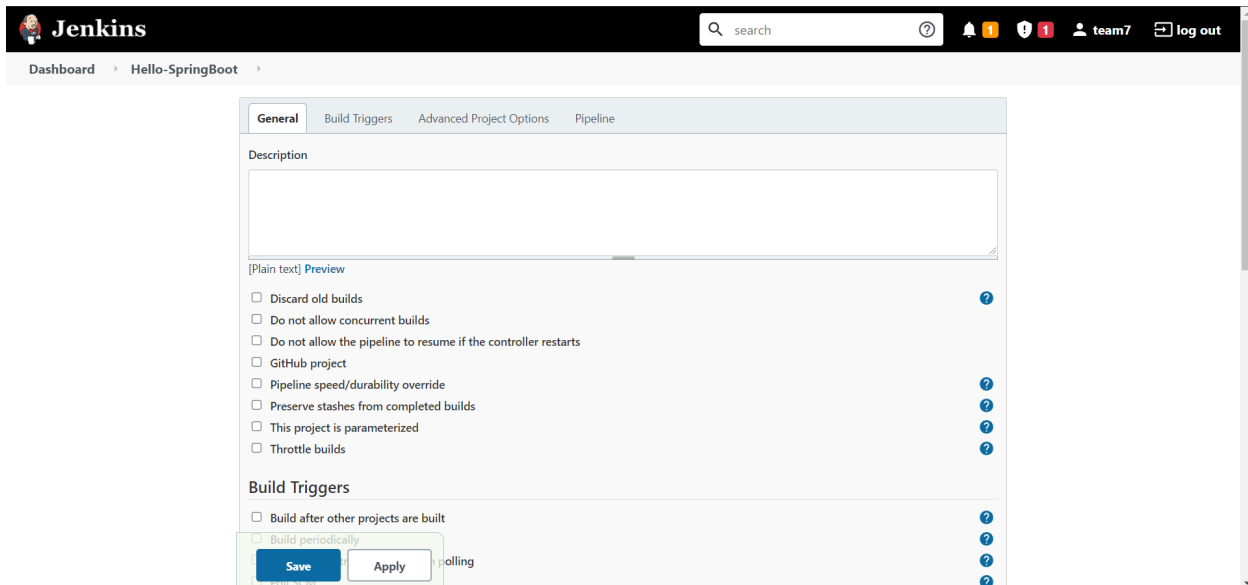 Jenkins
search
1
1
team7
log out
Dashboard
Hello-SpringBoot
General
Build Triggers
Advanced Project Options
Pipeline
Description
[Plain text] Preview
Discard old builds
Do not allow concurrent builds
Do not allow the pipeline to resume if the controller restarts
GitHub project
Pipeline speed/durability override
Preserve stashes from completed builds
This project is parameterized
Throttle builds
Build Triggers
Build after other projects are built
Build periodically
polling
Save
Apply